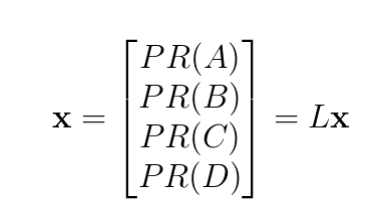 x = [ PR(A)
PR(B)
PR(C)
PR(D) ] = Lx